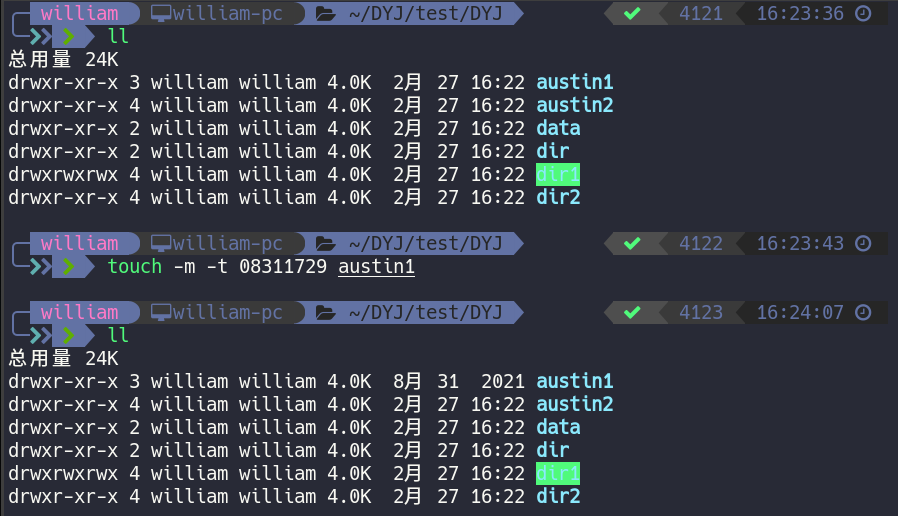 william william-pc ~/DYJ/test/DYJ 4121 16:23:36
ll
总用量 24K
drwxr-xr-x 3 william william 4.0K 2月 27 16:22 austin1
drwxr-xr-x 4 william william 4.0K 2月 27 16:22 austin2
drwxr-xr-x 2 william william 4.0K 2月 27 16:22 data
drwxr-xr-x 2 william william 4.0K 2月 27 16:22 dir
drwxrwxrwx 4 william william 4.0K 2月 27 16:22 dir1
drwxr-xr-x 4 william william 4.0K 2月 27 16:22 dir2
william william-pc ~/DYJ/test/DYJ 4122 16:23:43
touch -m -t 08311729 austin1
william william-pc ~/DYJ/test/DYJ 4123 16:24:07
ll
总用量 24K
drwxr-xr-x 3 william william 4.0K 8月 31 2021 austin1
drwxr-xr-x 4 william william 4.0K 2月 27 16:22 austin2
drwxr-xr-x 2 william william 4.0K 2月 27 16:22 data
drwxr-xr-x 2 william william 4.0K 2月 27 16:22 dir
drwxrwxrwx 4 william william 4.0K 2月 27 16:22 dir1
drwxr-xr-x 4 william william 4.0K 2月 27 16:22 dir2